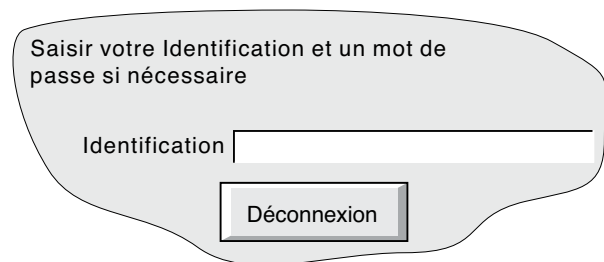 Saisir votre Identification et un mot de
passe si nécessaire
Identification
Déconnexion